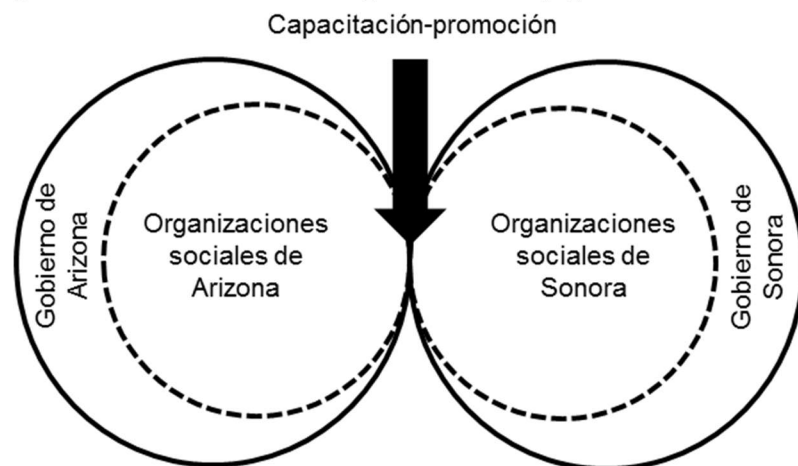 Capacitación-promoción
Gobierno de
Arizona
Organizaciones
sociales de
Arizona
Organizaciones
sociales de
Sonora
Gobierno de
Sonora